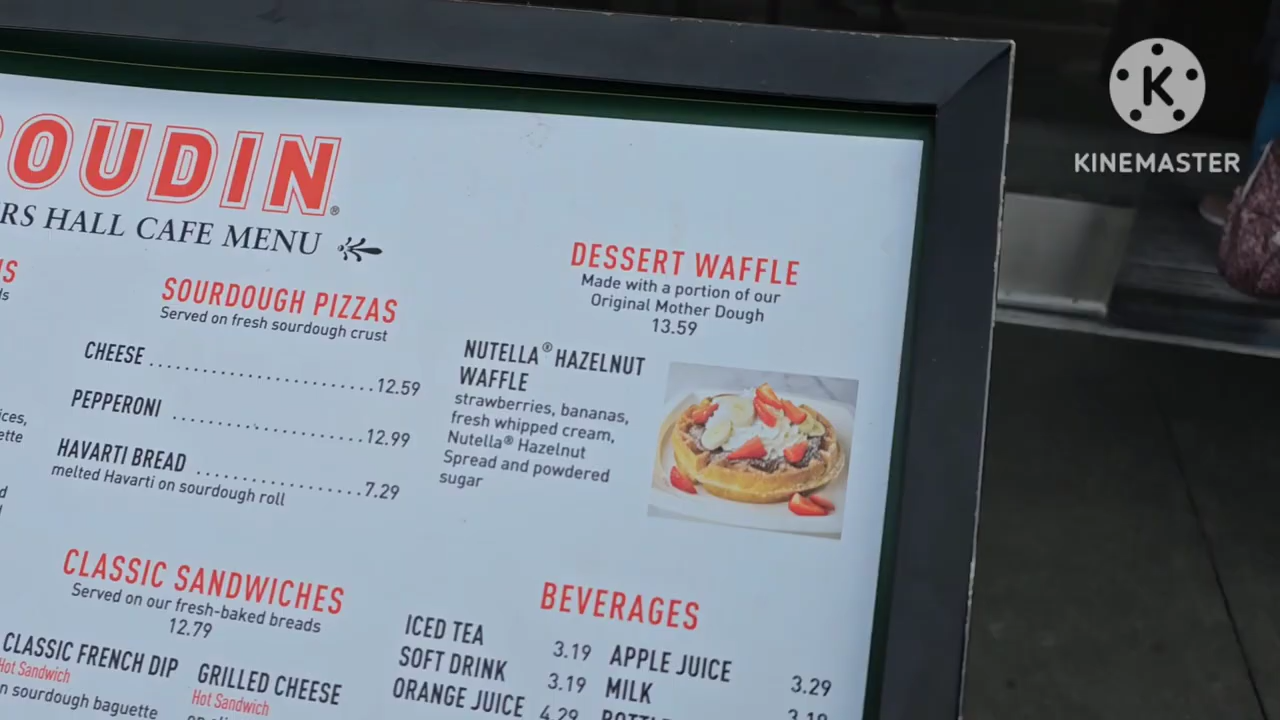 OUDIN®
RS HALL CAFE MENU
SOURDOUGH PIZZAS
Served on fresh sourdough crust
CHEESE ........................12.59
PEPPERONI .....................12.99
HAVARTI BREAD ..................7.29
melted Havarti on sourdough roll
CLASSIC SANDWICHES
Served on our fresh-baked breads
12.79
CLASSIC FRENCH DIP
Hot Sandwich
n sourdough baguette
GRILLED CHEESE
Hot Sandwich
DESSERT WAFFLE
Made with a portion of our
Original Mother Dough
13.59
NUTELLA® HAZELNUT
WAFFLE
strawberries, bananas,
fresh whipped cream,
Nutella® Hazelnut
Spread and powdered
sugar
BEVERAGES
ICED TEA 3.19
SOFT DRINK 3.19
ORANGE JUICE 4.29
APPLE JUICE 3.29
MILK 3.19
K
KINEMASTER